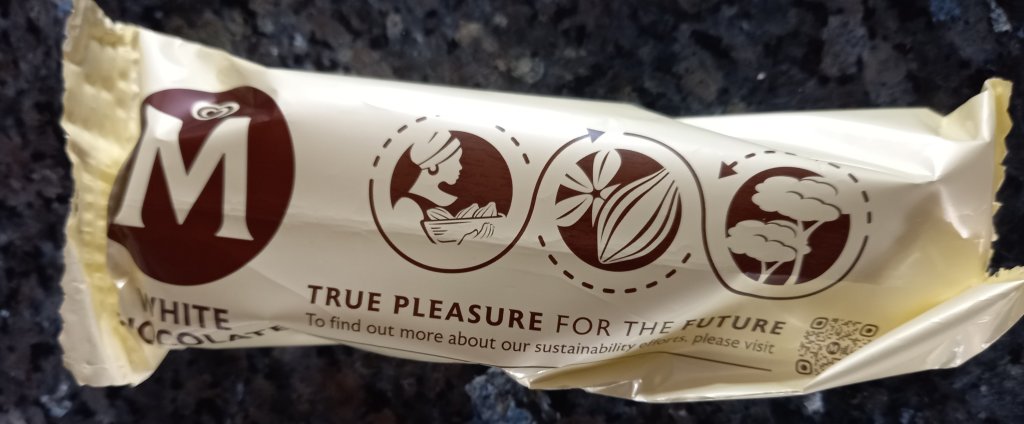 M
WHITE
CHOCOLATE
TRUE PLEASURE FOR THE FUTURE
To find out more about our sustainability efforts, please visit